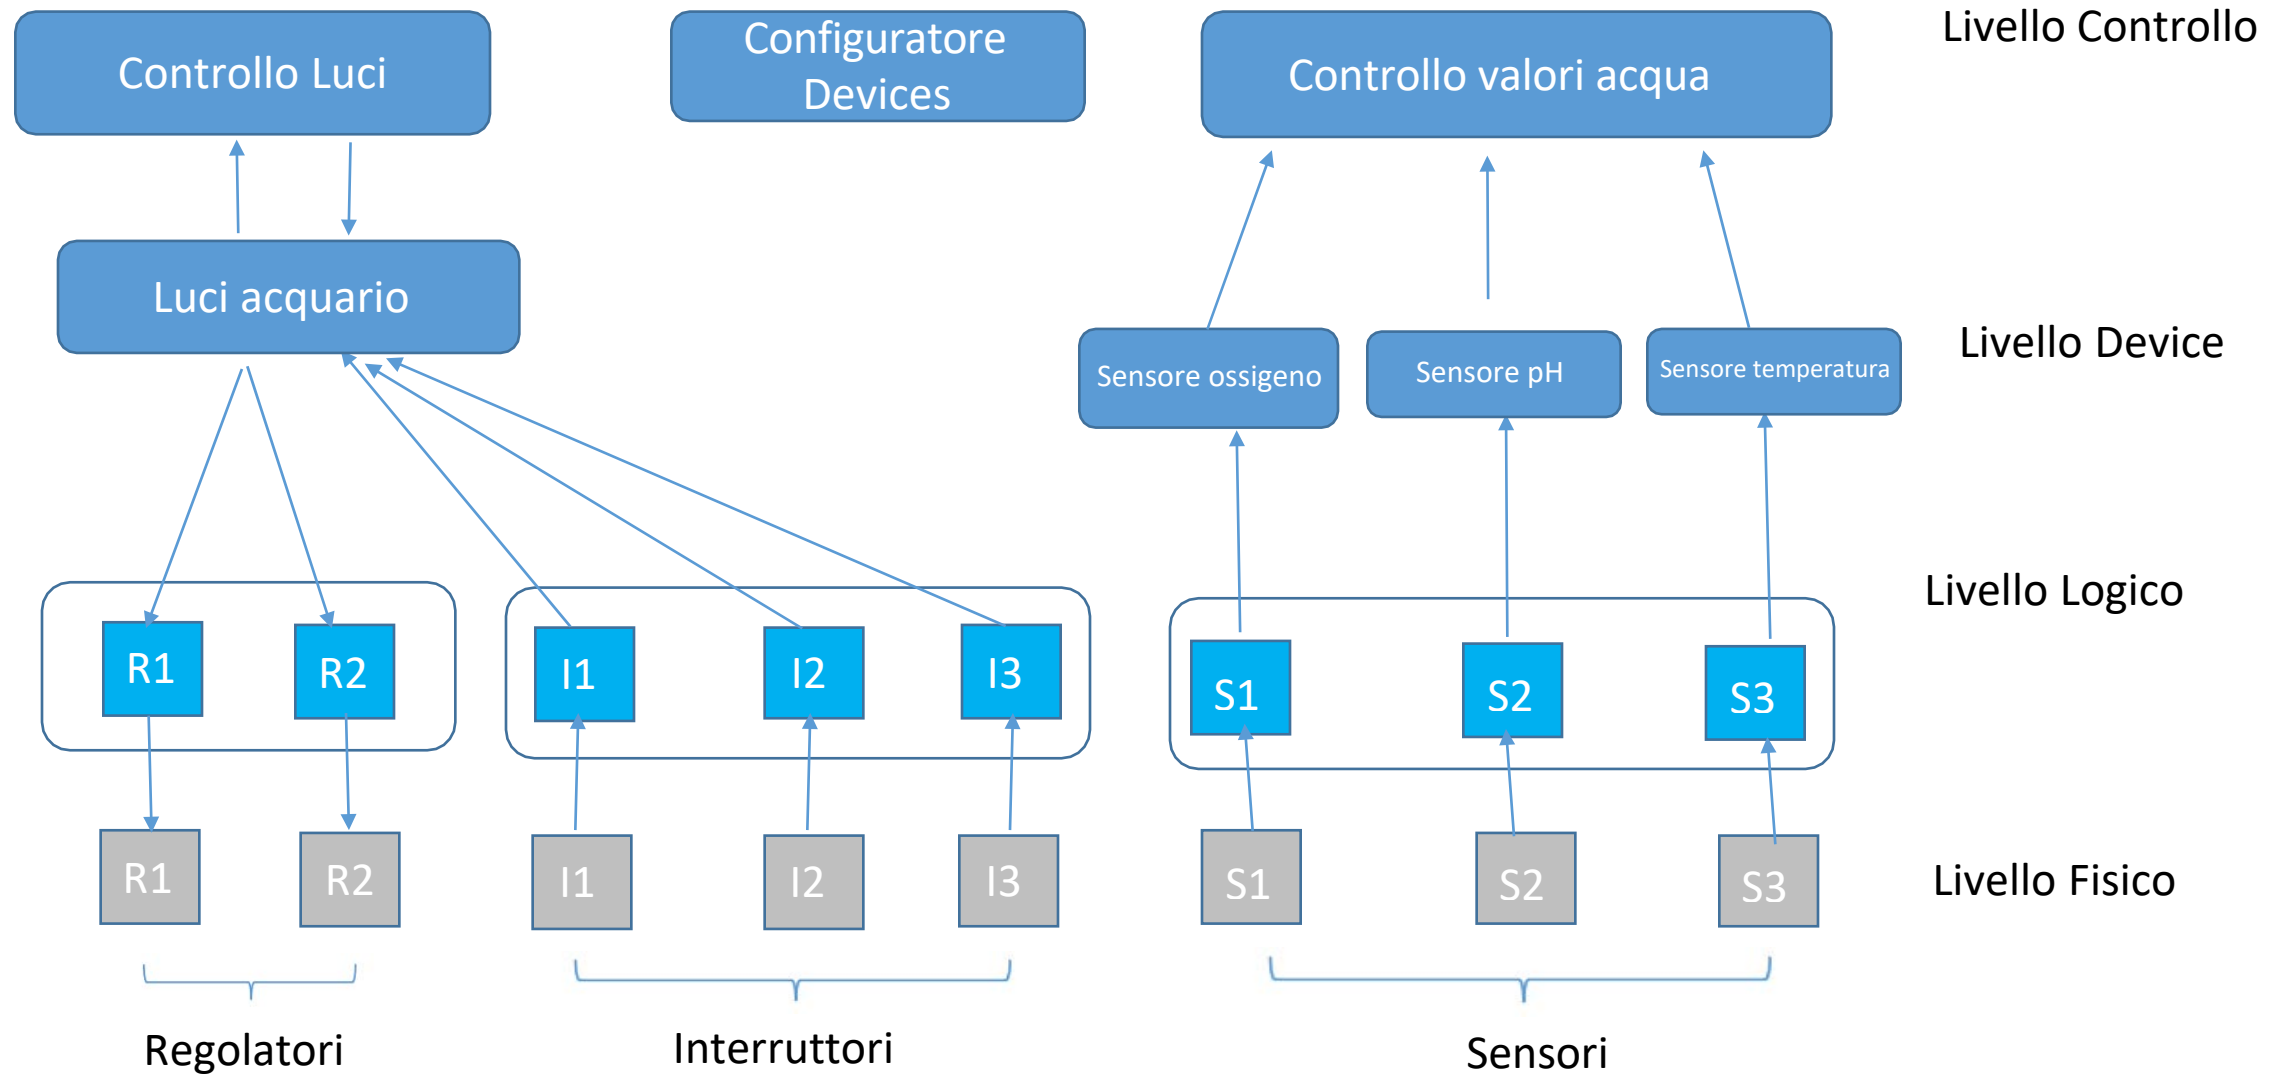 Livello Controllo
Controllo Luci
Configuratore
Devices
Controllo valori acqua
Luci acquario
Livello Device
Sensore ossigeno
Sensore pH
Sensore temperatura
Livello Logico
R1
R2
I1
I2
I3
S1
S2
S3
Livello Fisico
R1
R2
I1
I2
I3
S1
S2
S3
Regolatori
Interruttori
Sensori